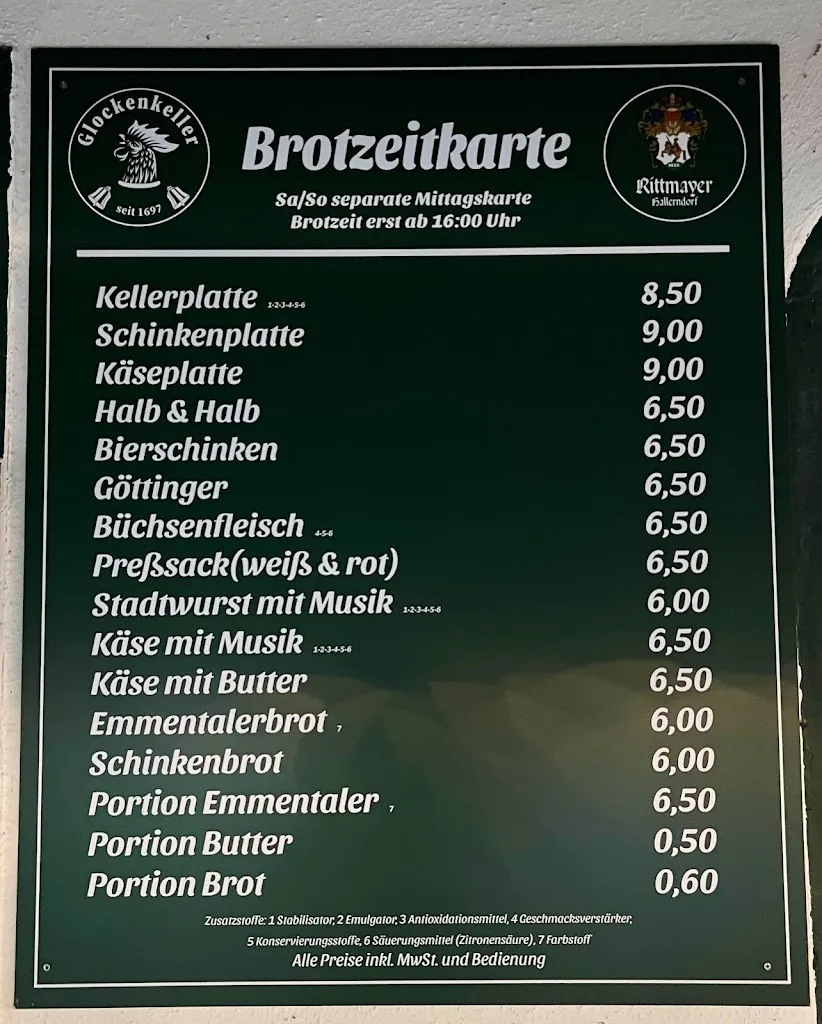 Glockenkeller
seit 1697
Brotzeitkarte
Sa/So separate Mittagskarte
Brotzeit erst ab 16:00 Uhr
Rittmayer
Hallerndorf
Kellerplatte 1-2-3-4-5-6 8,50
Schinkenplatte 9,00
Käseplatte 9,00
Halb & Halb 6,50
Bierschinken 6,50
Göttinger 6,50
Büchsenfleisch 4-5-6 6,50
Preßsack(weiß & rot) 6,50
Stadtwurst mit Musik 1-2-3-4-5-6 6,00
Käse mit Musik 1-2-3-4-5-6 6,50
Käse mit Butter 6,50
Emmentalerbrot 7 6,00
Schinkenbrot 6,00
Portion Emmentaler 7 6,50
Portion Butter 0,50
Portion Brot 0,60
Zusatzstoffe: 1 Stabilisator, 2 Emulgator, 3 Antioxidationsmittel, 4 Geschmacksverstärker,
5 Konservierungsstoffe, 6 Säuerungsmittel (Zitronensäure), 7 Farbstoff
Alle Preise inkl. MwSt. und Bedienung